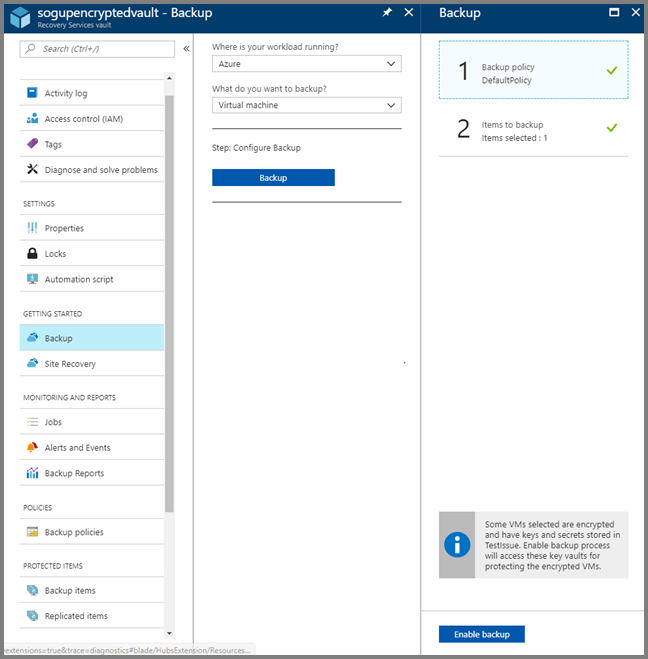 sogupencryptedvault - Backup
Recovery Services vault
Search (Ctrl+/)
Activity log
Access control (IAM)
Tags
Diagnose and solve problems
SETTINGS
Properties
Locks
Automation script
GETTING STARTED
Backup
Site Recovery
MONITORING AND REPORTS
Jobs
Alerts and Events
Backup Reports
POLICIES
Backup policies
PROTECTED ITEMS
Backup items
Replicated items
extensions=true&trace=diagnostics#blade/HubsExtension/Resources...
Where is your workload running?
Azure
What do you want to backup?
Virtual machine
Step: Configure Backup
Backup
Backup
1 Backup policy
DefaultPolicy
2 Items to backup
Items selected : 1
Some VMs selected are encrypted
and have keys and secrets stored in
TestIssue. Enable backup process
will access these key vaults for
protecting the encrypted VMs.
Enable backup